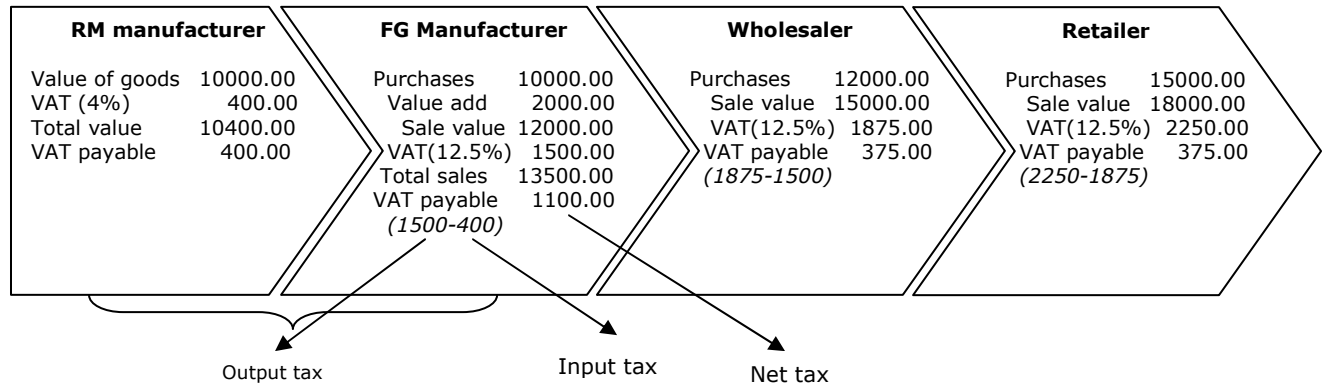 RM manufacturer
Value of goods 10000.00
VAT (4%) 400.00
Total value 10400.00
VAT payable 400.00
FG Manufacturer
Purchases 10000.00
Value add 2000.00
Sale value 12000.00
VAT(12.5%) 1500.00
Total sales 13500.00
VAT payable 1100.00
(1500-400)
Wholesaler
Purchases 12000.00
Sale value 15000.00
VAT(12.5%) 1875.00
VAT payable 375.00
(1875-1500)
Retailer
Purchases 15000.00
Sale value 18000.00
VAT(12.5%) 2250.00
VAT payable 375.00
(2250-1875)
Output tax
Input tax
Net tax